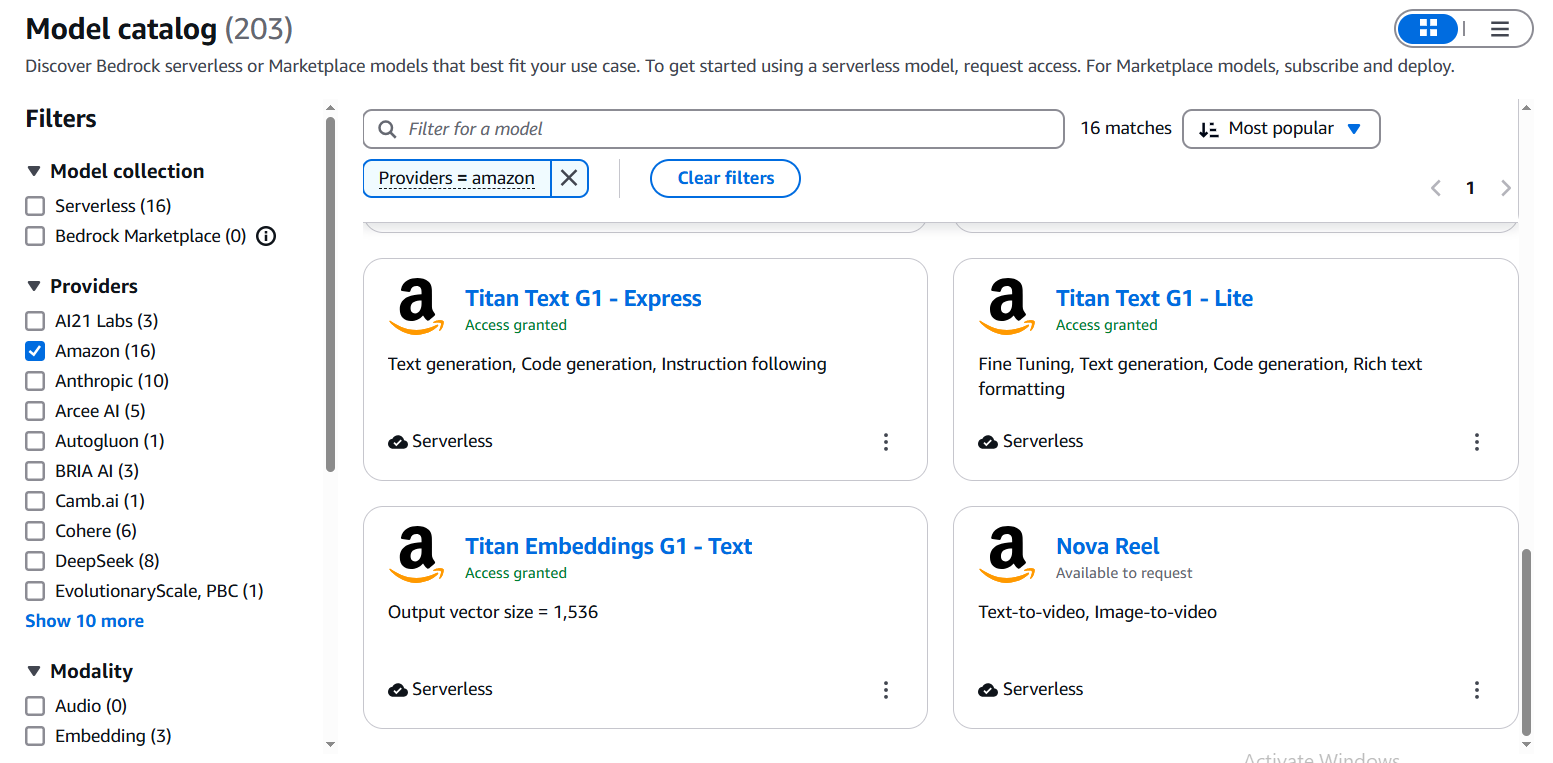 Model catalog (203)
Discover Bedrock serverless or Marketplace models that best fit your use case. To get started using a serverless model, request access. For Marketplace models, subscribe and deploy.
Filters
Model collection
Serverless (16)
Bedrock Marketplace (0)
Providers
AI21 Labs (3)
Amazon (16)
Anthropic (10)
Arcee AI (5)
Autogluon (1)
BRIA AI (3)
Camb.ai (1)
Cohere (6)
DeepSeek (8)
EvolutionaryScale, PBC (1)
Show 10 more
Modality
Audio (0)
Embedding (3)
Filter for a model
16 matches
Most popular
Providers = amazon
Clear filters
1
Titan Text G1 - Express
Access granted
Text generation, Code generation, Instruction following
Serverless
Titan Text G1 - Lite
Access granted
Fine Tuning, Text generation, Code generation, Rich text
formatting
Serverless
Titan Embeddings G1 - Text
Access granted
Output vector size = 1,536
Serverless
Nova Reel
Available to request
Text-to-video, Image-to-video
Serverless
Activate Windows